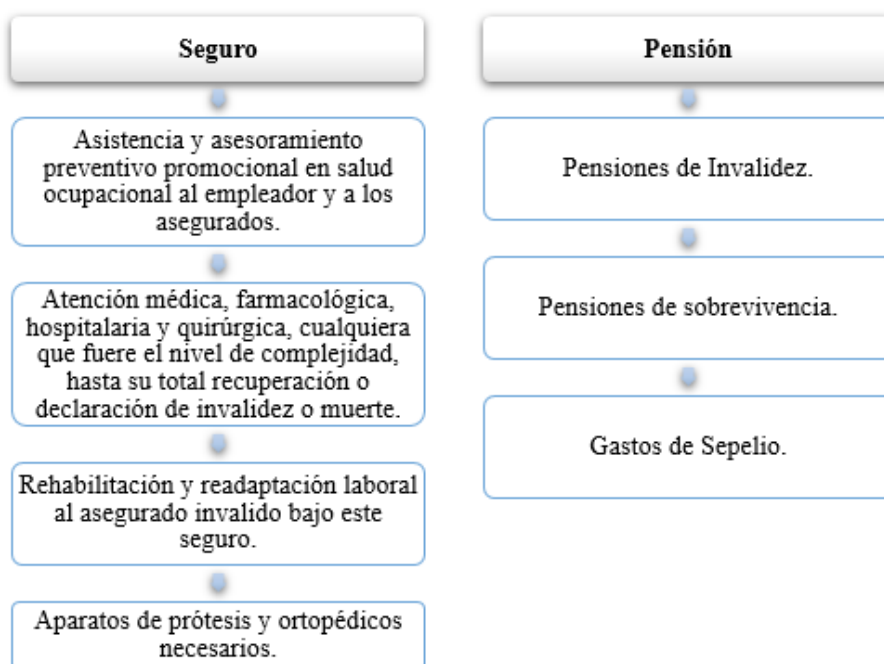 Seguro
Asistencia y asesoramiento
preventivo promocional en salud
ocupacional al empleador y a los
asegurados.
Atención médica, farmacológica,
hospitalaria y quirúrgica, cualquiera
que fuere el nivel de complejidad,
hasta su total recuperación o
declaración de invalidez o muerte.
Rehabilitación y readaptación laboral
al asegurado invalido bajo este
seguro.
Aparatos de prótesis y ortopédicos
necesarios.
Pensión
Pensiones de Invalidez.
Pensiones de sobrevivencia.
Gastos de Sepelio.